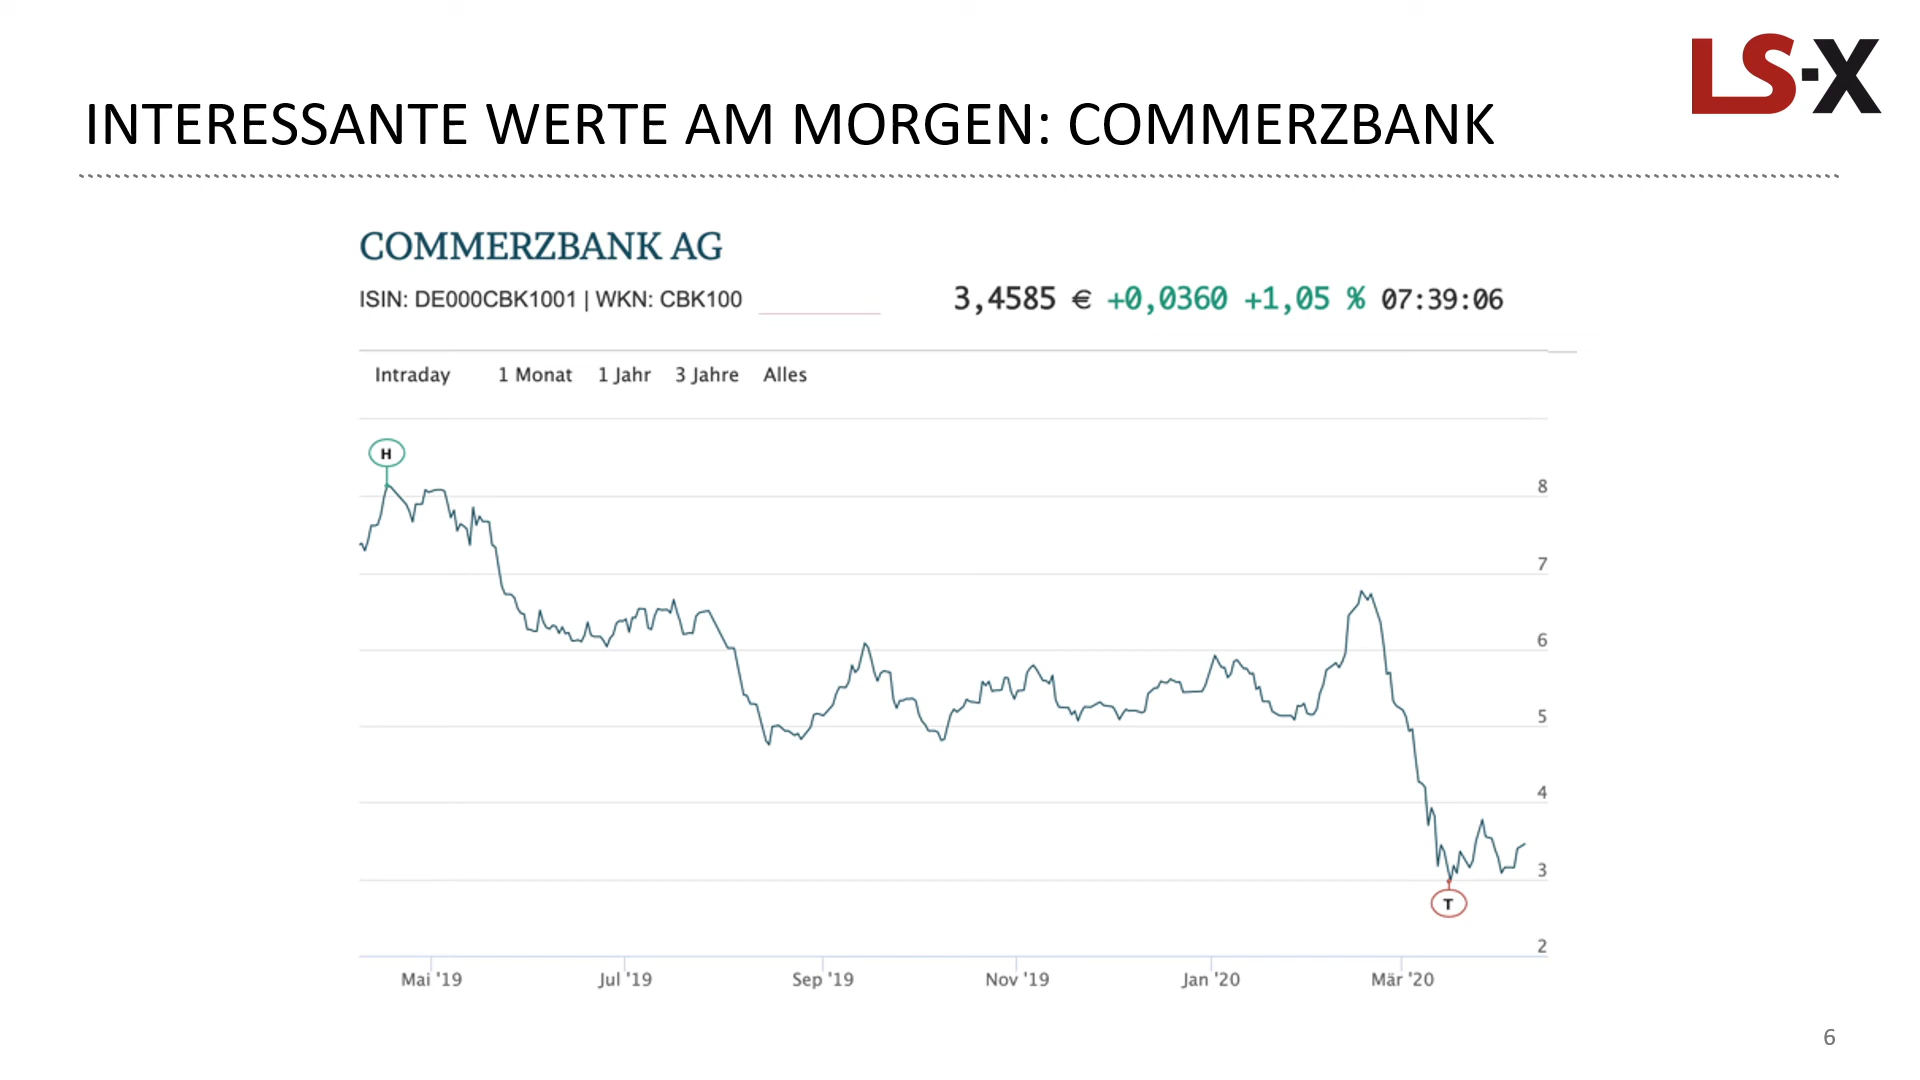 LS-X
INTERESSANTE WERTE AM MORGEN: COMMERZBANK
COMMERZBANK AG
ISIN: DE000CBK1001 | WKN: CBK100
3,4585 € +0,0360 +1,05 % 07:39:06
Intraday 1 Monat 1 Jahr 3 Jahre Alles
H
8
7
6
5
4
3
T
2
Mai '19 Jul '19 Sep '19 Nov '19 Jan '20 Mär '20
6